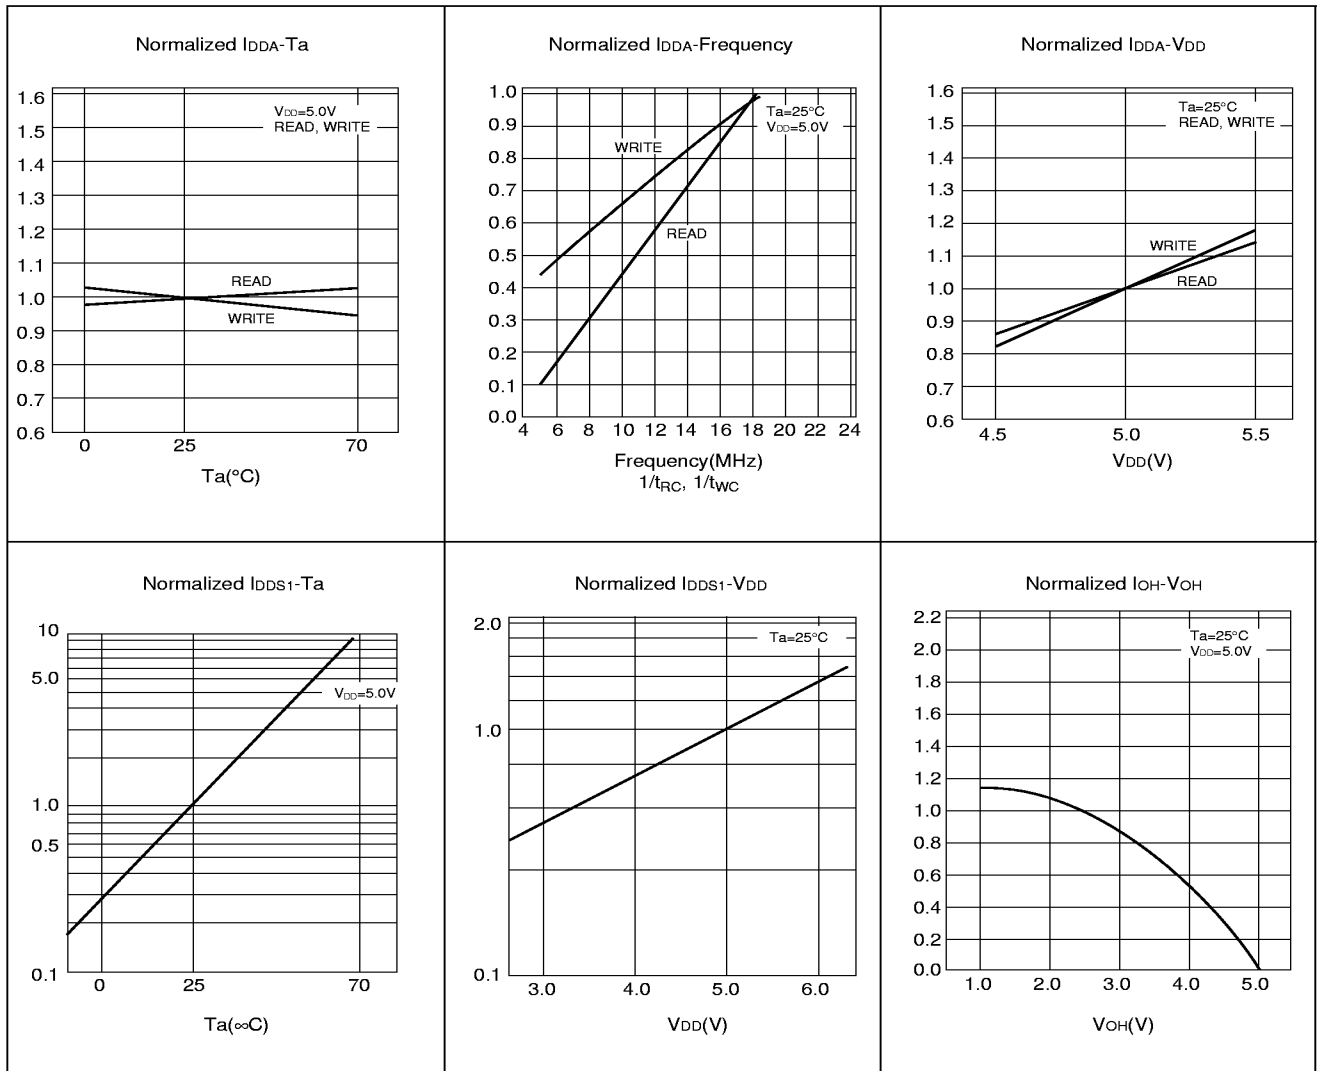 Normalized IDDA-Ta
1.6
1.5
1.4
1.3
1.2
1.1
1.0
0.9
0.8
0.7
0.6
VDD=5.0V
READ, WRITE
READ
WRITE
0 25 70
Ta(°C)
Normalized IDDA-Frequency
1.0
0.9
0.8
0.7
0.6
0.5
0.4
0.3
0.2
0.1
0.0
Ta=25°C
VDD=5.0V
WRITE
READ
4 6 8 10 12 14 16 18 20 22 24
Frequency(MHz)
1/tRC, 1/tWC
Normalized IDDA-VDD
1.6
1.5
1.4
1.3
1.2
1.1
1.0
0.9
0.8
0.7
0.6
Ta=25°C
READ, WRITE
WRITE
READ
4.5 5.0 5.5
VDD(V)
Normalized IDDS1-Ta
10
5.0
1.0
0.5
0.1
VDD=5.0V
0 25 70
Ta(∞C)
Normalized IDDS1-VDD
2.0
1.0
0.1
Ta=25°C
3.0 4.0 5.0 6.0
VDD(V)
Normalized IOH-VOH
2.2
2.0
1.8
1.6
1.4
1.2
1.0
0.8
0.6
0.4
0.2
0.0
Ta=25°C
VDD=5.0V
1.0 2.0 3.0 4.0 5.0
VOH(V)